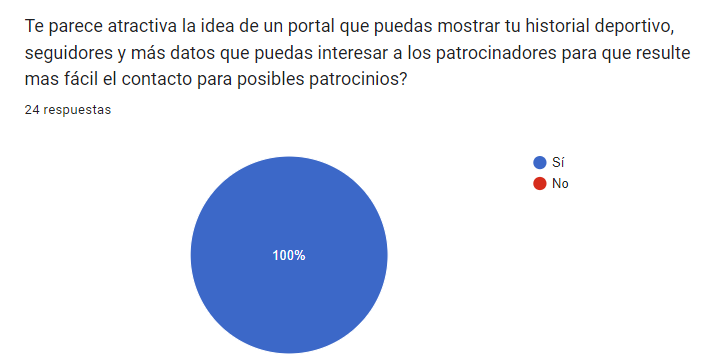 Te parece atractiva la idea de un portal que puedas mostrar tu historial deportivo,
seguidores y más datos que puedas interesar a los patrocinadores para que resulte
mas fácil el contacto para posibles patrocinios?
24 respuestas
Sí
No
100%